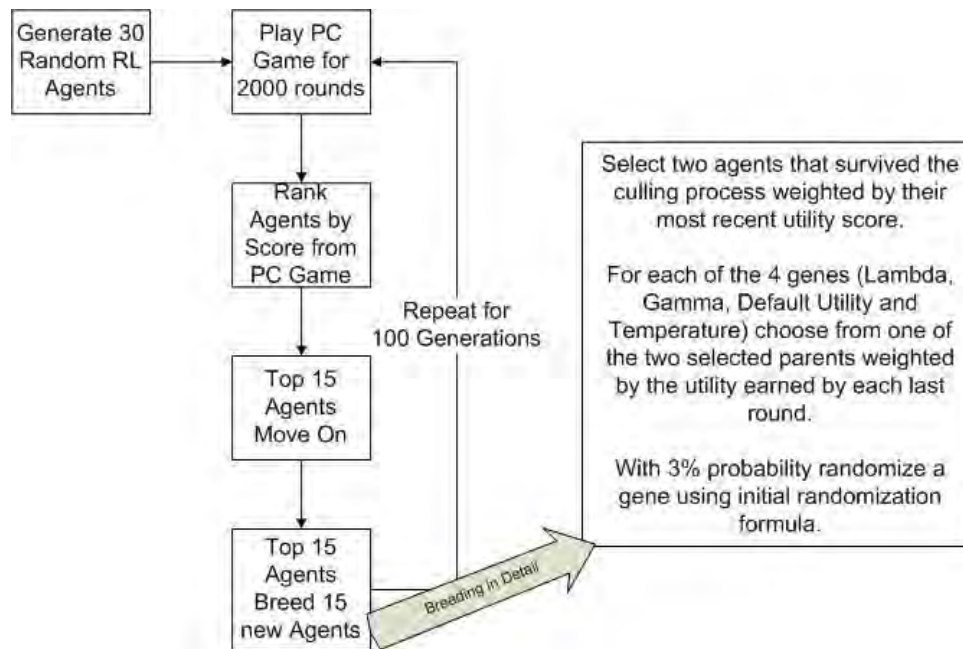 Generate 30
Random RL
Agents
Play PC
Game for
2000 rounds
Rank
Agents by
Score from
PC Game
Repeat for
100 Generations
Top 15
Agents
Move On
Top 15
Agents
Breed 15
new Agents
Breading in Detail
Select two agents that survived the
culling process weighted by their
most recent utility score.
For each of the 4 genes (Lambda,
Gamma, Default Utility and
Temperature) choose from one of
the two selected parents weighted
by the utility earned by each last
round.
With 3% probability randomize a
gene using initial randomization
formula.